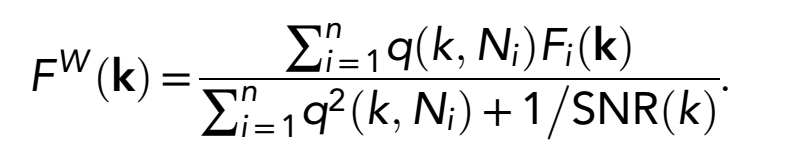 F^W(𝐤) = \frac{\sum_{i=1}^{n} q(k, N_i) F_i(𝐤)}{\sum_{i=1}^{n} q^2(k, N_i) + 1/SNR(k)}.